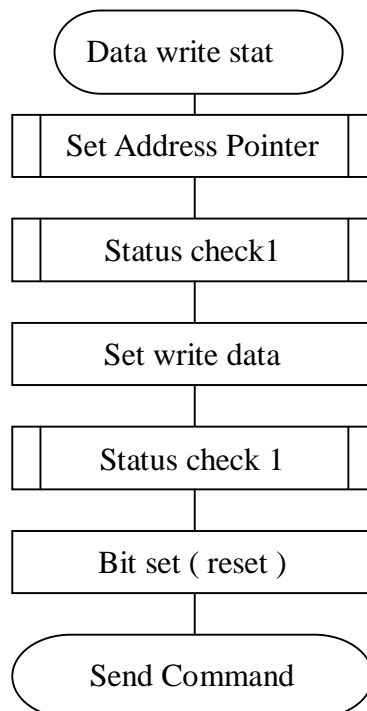 Data write stat
Set Address Pointer
Status check1
Set write data
Status check 1
Bit set ( reset )
Send Command